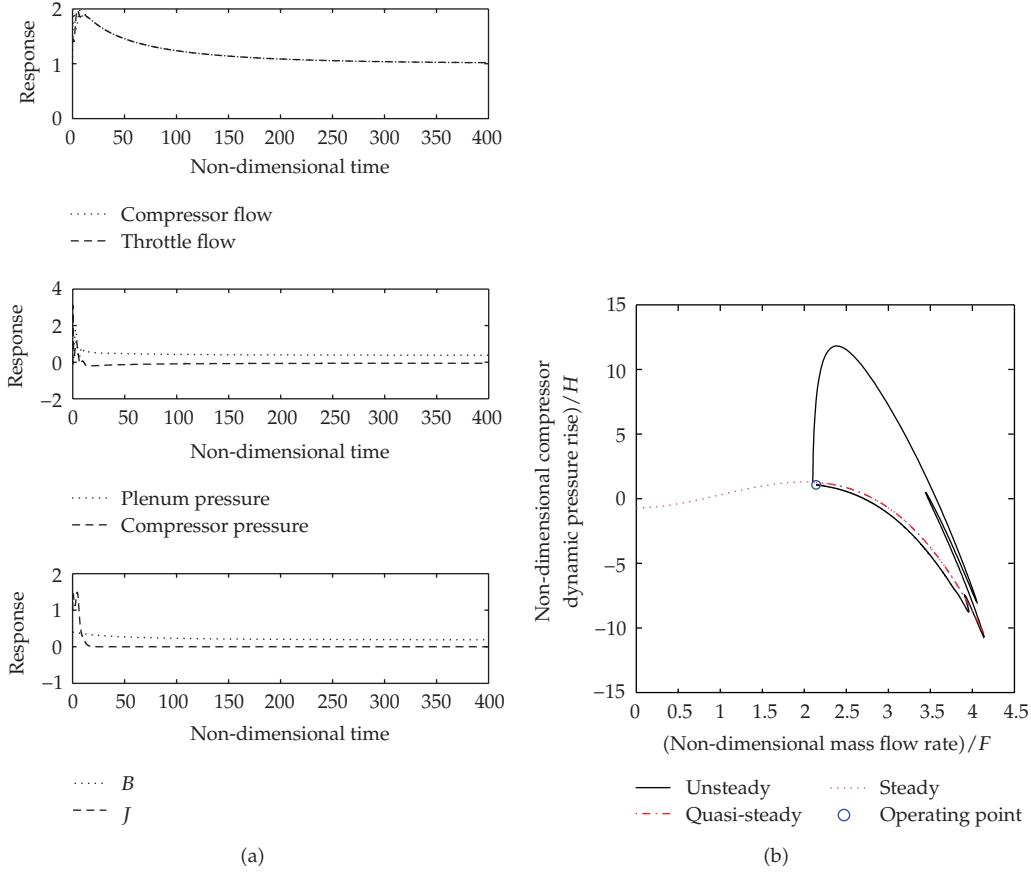 2
1
0
Response
0 50 100 150 200 250 300 350 400
Non-dimensional time
Compressor flow
Throttle flow
4
2
0
−2
Response
0 50 100 150 200 250 300 350 400
Non-dimensional time
Plenum pressure
Compressor pressure
2
1
0
−1
Response
0 50 100 150 200 250 300 350 400
Non-dimensional time
B
J
(a)
15
10
5
0
−5
−10
−15
Non-dimensional compressor
dynamic pressure rise)/H
0 0.5 1 1.5 2 2.5 3 3.5 4 4.5
(Non-dimensional mass flow rate)/F
Unsteady
Quasi-steady
Steady
Operating point
(b)